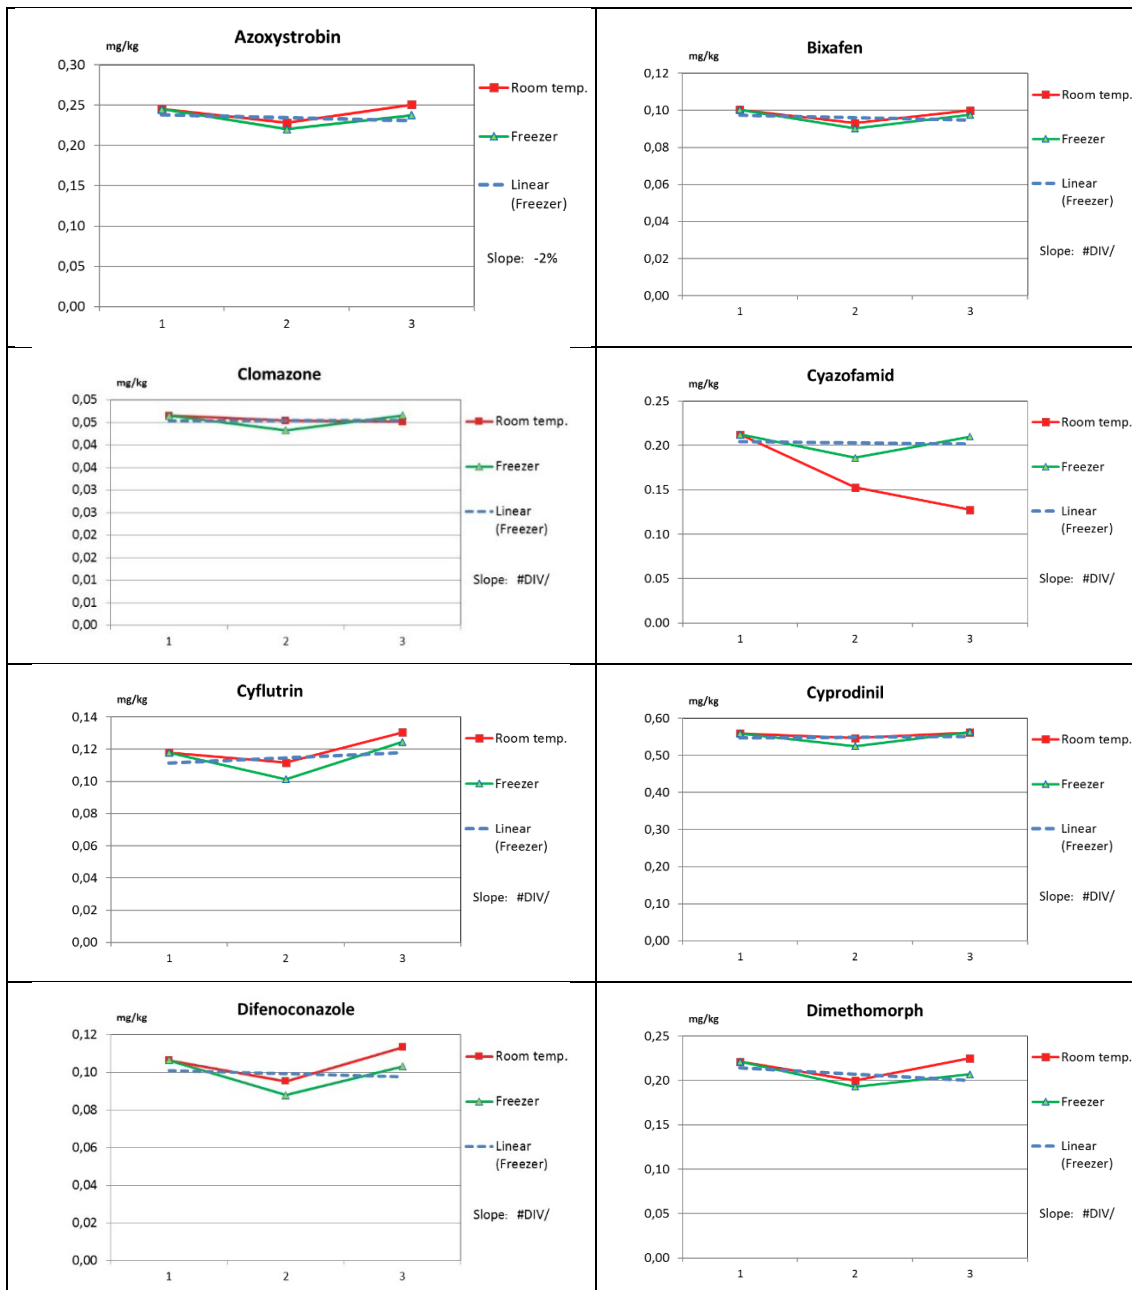 Azoxystrobin
mg/kg
0,30
0,25
0,20
0,15
0,10
0,05
0,00
1
2
3
Room temp.
Freezer
Linear
(Freezer)
Slope: -2%
Bixafen
mg/kg
0,12
0,10
0,08
0,06
0,04
0,02
0,00
1
2
3
Room temp.
Freezer
Linear
(Freezer)
Slope: #DIV/
Clomazone
mg/kg
0,05
0,05
0,04
0,04
0,03
0,03
0,02
0,02
0,01
0,01
0,00
1
2
3
Room temp.
Freezer
Linear
(Freezer)
Slope: #DIV/
Cyazofamid
mg/kg
0.25
0.20
0.15
0.10
0.05
0.00
1
2
3
Room temp.
Freezer
Linear
(Freezer)
Slope: #DIV/
Cyflutrin
mg/kg
0,14
0,12
0,10
0,08
0,06
0,04
0,02
0,00
1
2
3
Room temp.
Freezer
Linear
(Freezer)
Slope: #DIV/
Cyprodinil
mg/kg
0,60
0,50
0,40
0,30
0,20
0,10
0,00
1
2
3
Room temp.
Freezer
Linear
(Freezer)
Slope: #DIV/
Difenoconazole
mg/kg
0,12
0,10
0,08
0,06
0,04
0,02
0,00
1
2
3
Room temp.
Freezer
Linear
(Freezer)
Slope: #DIV/
Dimethomorph
mg/kg
0,25
0,20
0,15
0,10
0,05
0,00
1
2
3
Room temp.
Freezer
Linear
(Freezer)
Slope: #DIV/